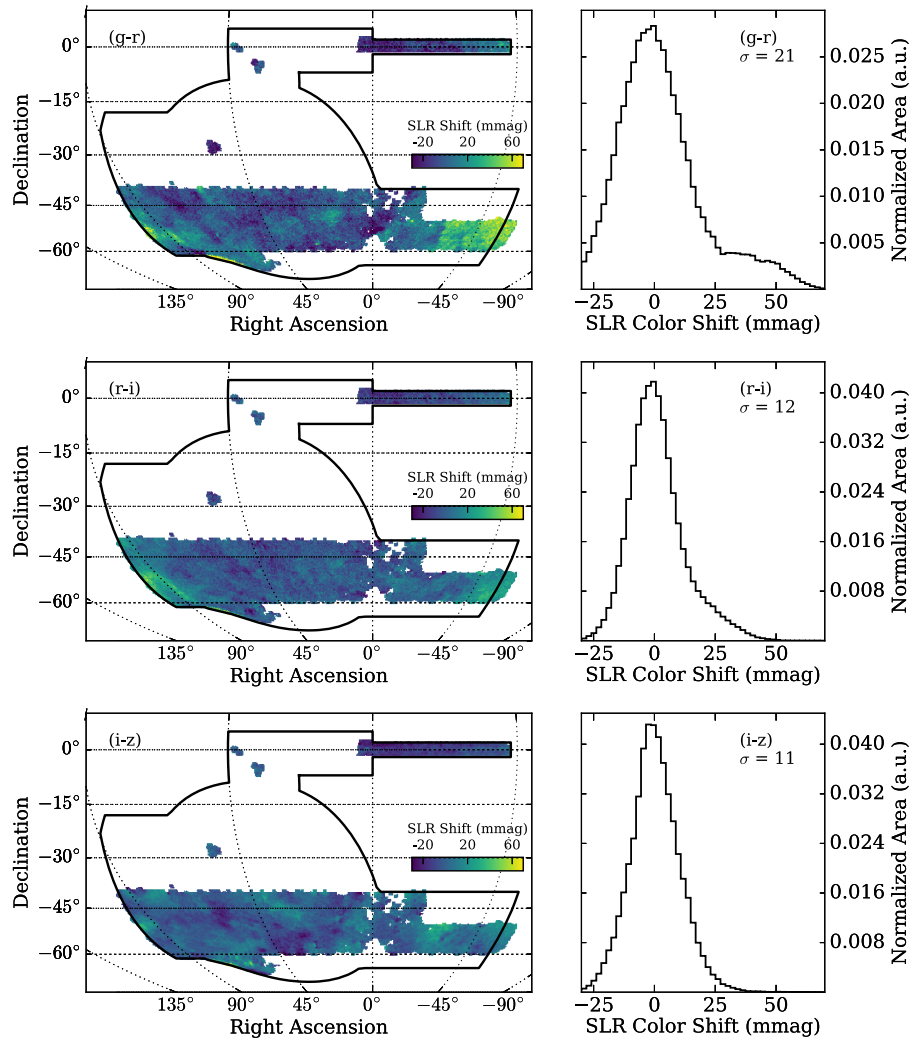 (g-r)
0°
−15°
−30°
−45°
−60°
Declination
SLR Shift (mmag)
-20 20 60
135° 90° 45° 0° −45° −90°
Right Ascension
(g-r)
σ = 21
0.025
0.020
0.015
0.010
0.005
Normalized Area (a.u.)
−25 0 25 50
SLR Color Shift (mmag)
(r-i)
0°
−15°
−30°
−45°
−60°
Declination
SLR Shift (mmag)
-20 20 60
135° 90° 45° 0° −45° −90°
Right Ascension
(r-i)
σ = 12
0.040
0.032
0.024
0.016
0.008
Normalized Area (a.u.)
−25 0 25 50
SLR Color Shift (mmag)
(i-z)
0°
−15°
−30°
−45°
−60°
Declination
SLR Shift (mmag)
-20 20 60
135° 90° 45° 0° −45° −90°
Right Ascension
(i-z)
σ = 11
0.040
0.032
0.024
0.016
0.008
Normalized Area (a.u.)
−25 0 25 50
SLR Color Shift (mmag)